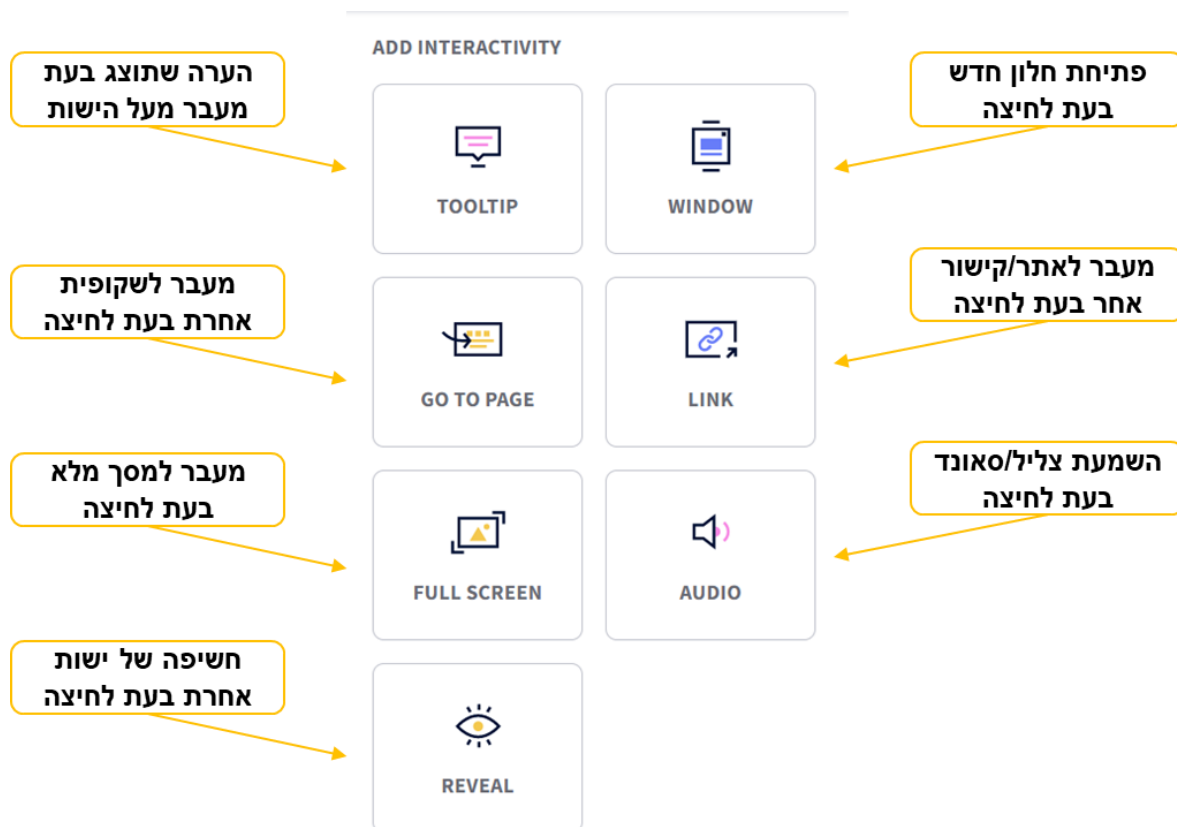 ADD INTERACTIVITY
הערה שתוצג בעת
מעבר מעל הישות
פתיחת חלון חדש
בעת לחיצה
TOOLTIP
WINDOW
מעבר לשקופית
אחרת בעת לחיצה
מעבר לאתר/קישור
אחר בעת לחיצה
GO TO PAGE
LINK
מעבר למסך מלא
בעת לחיצה
השמעת צליל/סאונד
בעת לחיצה
FULL SCREEN
AUDIO
חשיפה של ישות
אחרת בעת לחיצה
REVEAL